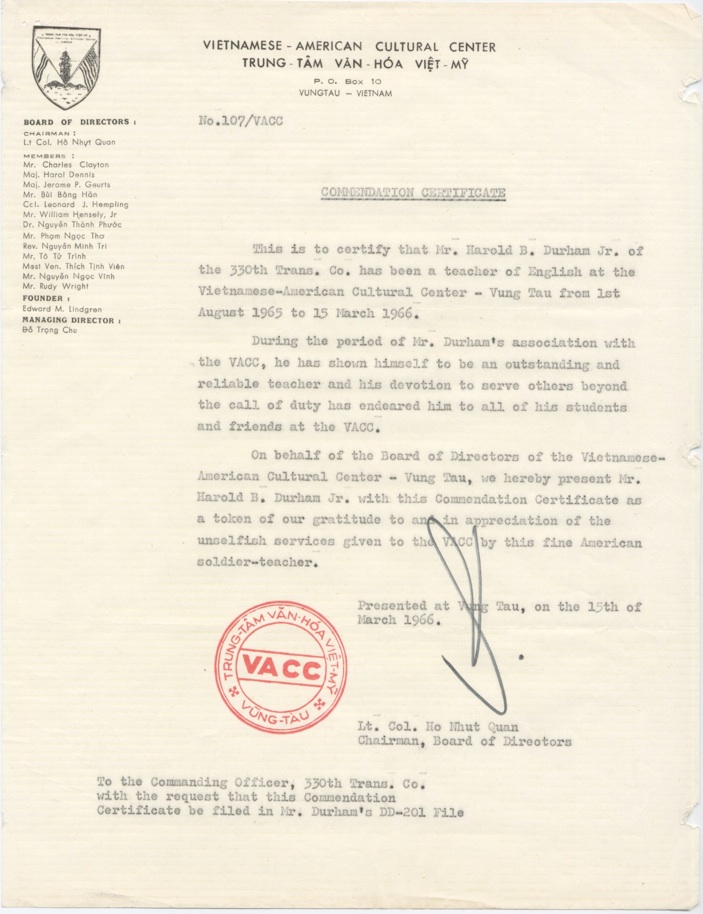 VIETNAMESE - AMERICAN CULTURAL CENTER
TRUNG - TÂM VĂN - HÓA VIỆT - MỸ
P. O. Box 10
VUNGTAU – VIETNAM
BOARD OF DIRECTORS :
CHAIRMAN :
Lt Col. Hồ Nhựt Quan
MEMBERS :
Mr. Charles Clayton
Maj. Harol Dennis
Maj. Jerome P. Geurts
Mr. Bùi Bông Hán
Ccl. Leonard J. Hempling
Mr. William Hensely, Jr
Dr. Nguyễn Thành Phước
Mr. Phạm Ngọc Thơ
Rev. Nguyễn Minh Trí
Mr. Tô Tử Trinh
Mast Ven. Thích Tịnh Viên
Mr. Nguyễn Ngọc Vĩnh
Mr. Rudy Wright
FOUNDER :
Edward M. Lindgren
MANAGING DIRECTOR :
Đỗ Trọng Chu
No.107/VACC
COMMENDATION CERTIFICATE
This is to certify that Mr. Harold B. Durham Jr. of
the 330th Trans. Co. has been a teacher of English at the
Vietnamese-American Cultural Center - Vung Tau from 1st
August 1965 to 15 March 1966.
During the period of Mr. Durham's association with
the VACC, he has shown himself to be an outstanding and
reliable teacher and his devotion to serve others beyond
the call of duty has endeared him to all of his students
and friends at the VACC.
On behalf of the Board of Directors of the Vietnamese-
American Cultural Center - Vung Tau, we hereby present Mr.
Harold B. Durham Jr. with this Commendation Certificate as
a token of our gratitude to and in appreciation of the
unselfish services given to the VACC by this fine American
soldier-teacher.
Presented at Vung Tau, on the 15th of
March 1966.
TRUNG-TÂM VĂN-HÓA VIỆT-MỸ
VACC
VŨNG-TÀU
Lt. Col. Ho Nhut Quan
Chairman, Board of Directors
To the Commanding Officer, 330th Trans. Co.
with the request that this Commendation
Certificate be filed in Mr. Durham's DD-201 File